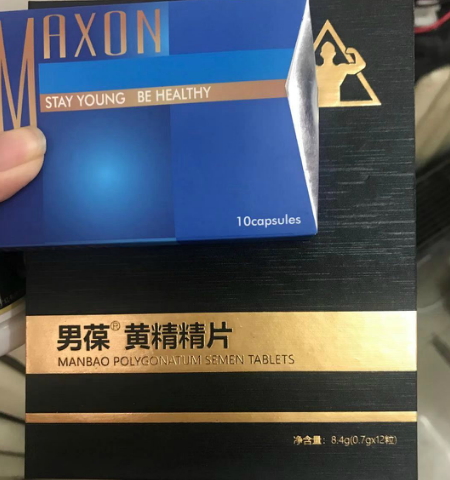 MAXON
STAY YOUNG BE HEALTHY
10capsules
男葆® 黄精精片
MANBAO POLYGONATUM SEMEN TABLETS
净含量: 8.4g(0.7gx12粒)